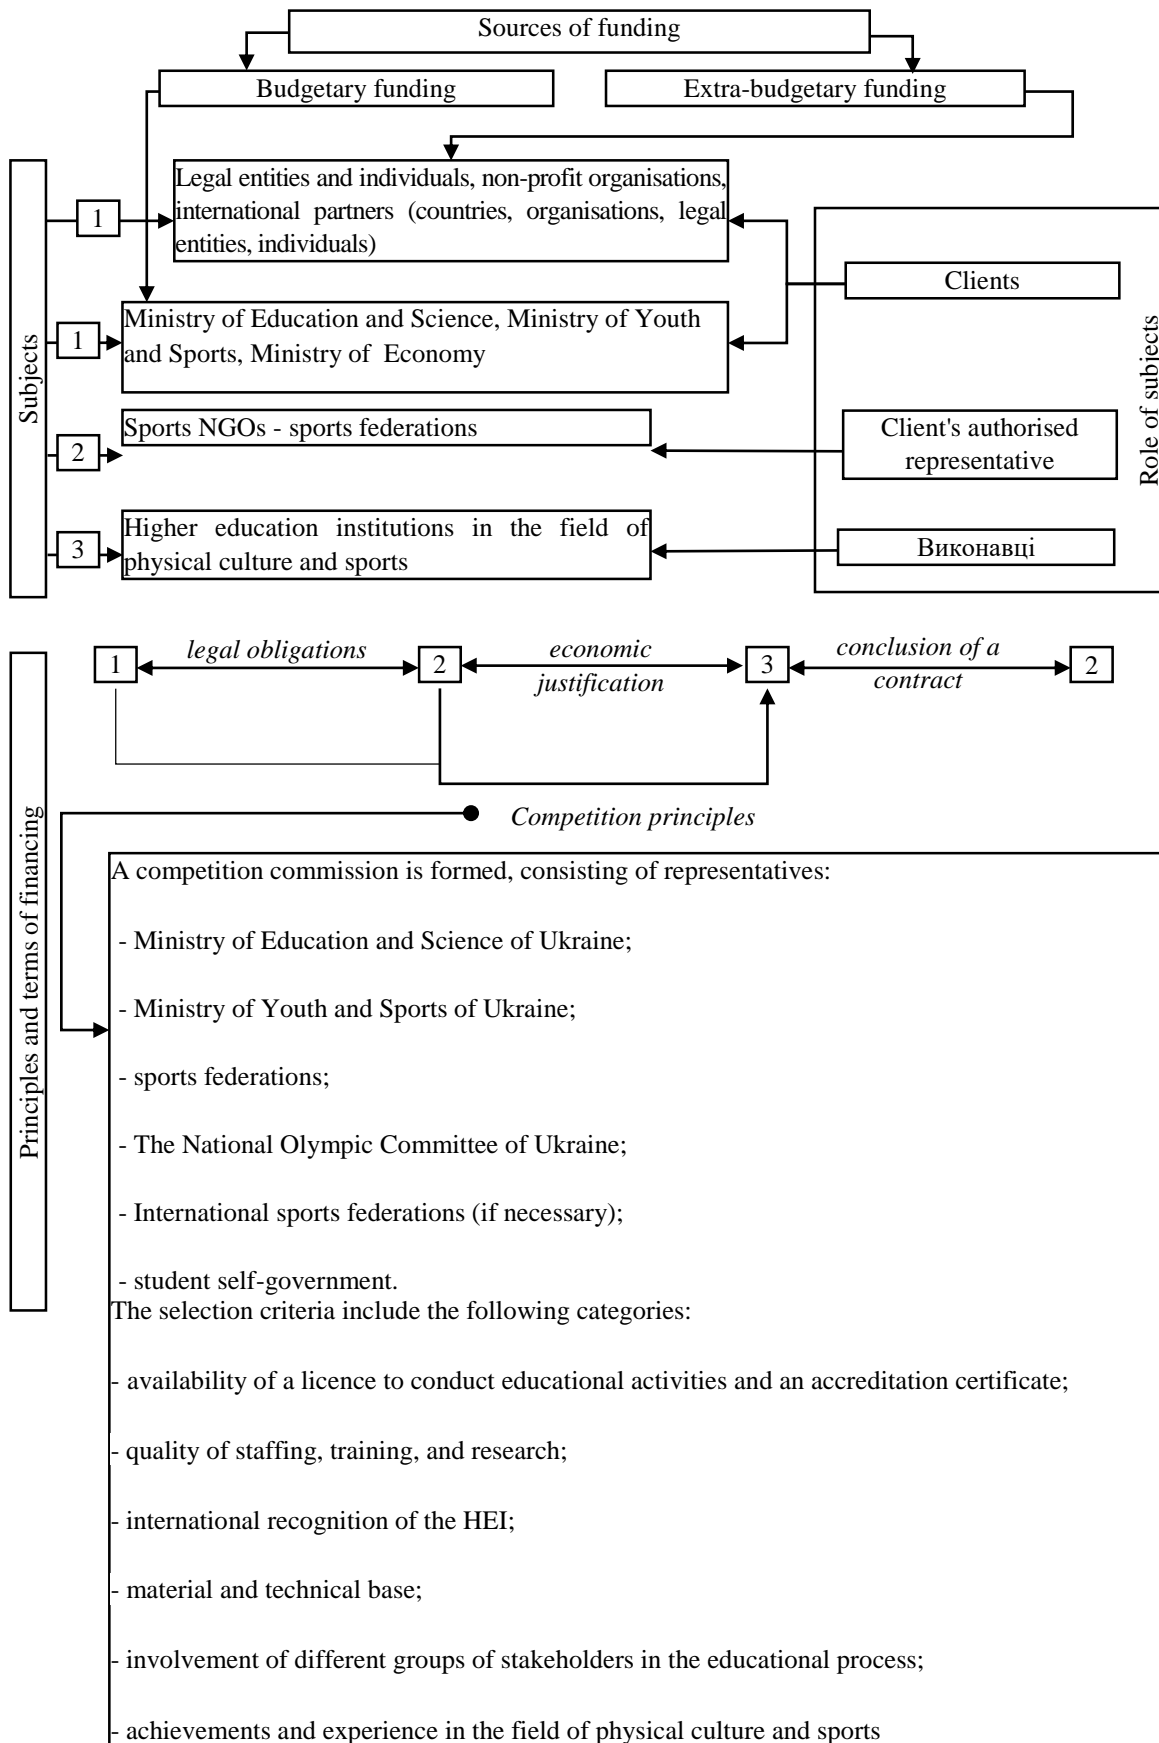 Sources of funding
Budgetary funding
Extra-budgetary funding
Subjects
1
Legal entities and individuals, non-profit organisations,
international partners (countries, organisations, legal
entities, individuals)
Clients
Role of subjects
1
Ministry of Education and Science, Ministry of Youth
and Sports, Ministry of Economy
2
Sports NGOs - sports federations
Client's authorised
representative
3
Higher education institutions in the field of
physical culture and sports
Виконавці
Principles and terms of financing
1
legal obligations
2
economic
justification
3
conclusion of a
contract
2
Competition principles
A competition commission is formed, consisting of representatives:
- Ministry of Education and Science of Ukraine;
- Ministry of Youth and Sports of Ukraine;
- sports federations;
- The National Olympic Committee of Ukraine;
- International sports federations (if necessary);
- student self-government.
The selection criteria include the following categories:
- availability of a licence to conduct educational activities and an accreditation certificate;
- quality of staffing, training, and research;
- international recognition of the HEI;
- material and technical base;
- involvement of different groups of stakeholders in the educational process;
- achievements and experience in the field of physical culture and sports